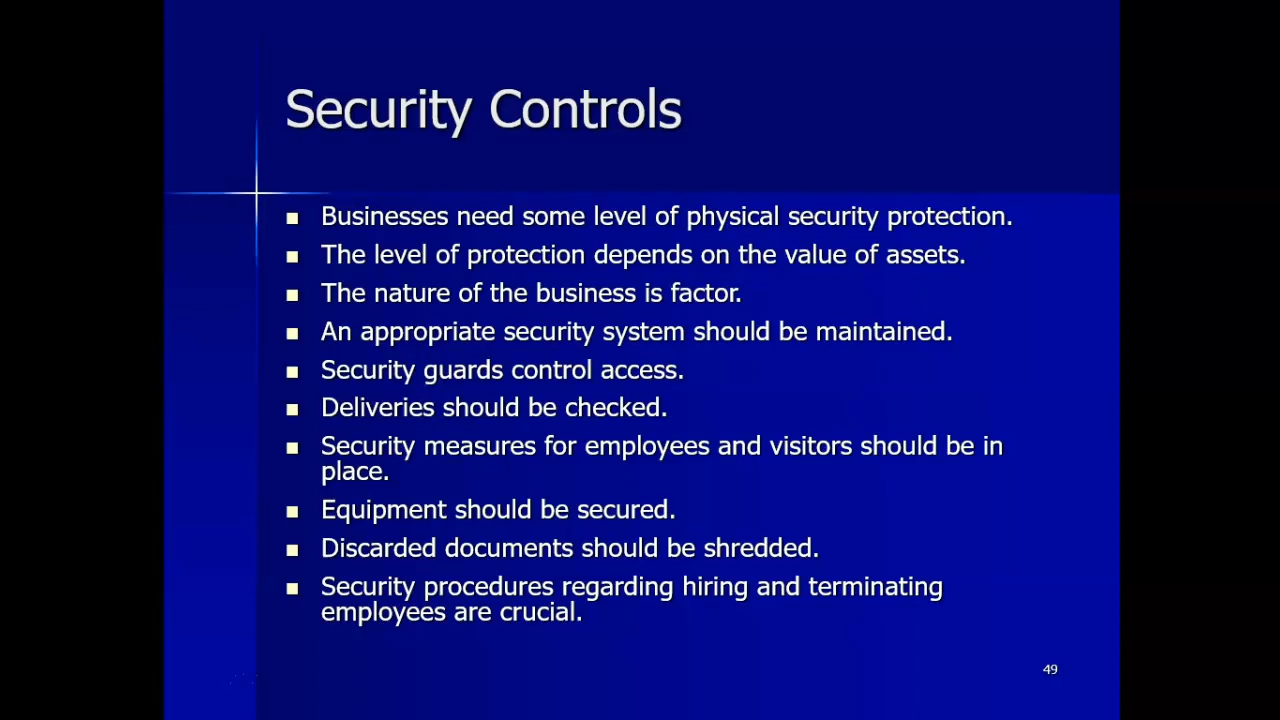 Security Controls
Businesses need some level of physical security protection.
The level of protection depends on the value of assets.
The nature of the business is factor.
An appropriate security system should be maintained.
Security guards control access.
Deliveries should be checked.
Security measures for employees and visitors should be in
place.
Equipment should be secured.
Discarded documents should be shredded.
Security procedures regarding hiring and terminating
employees are crucial.
49